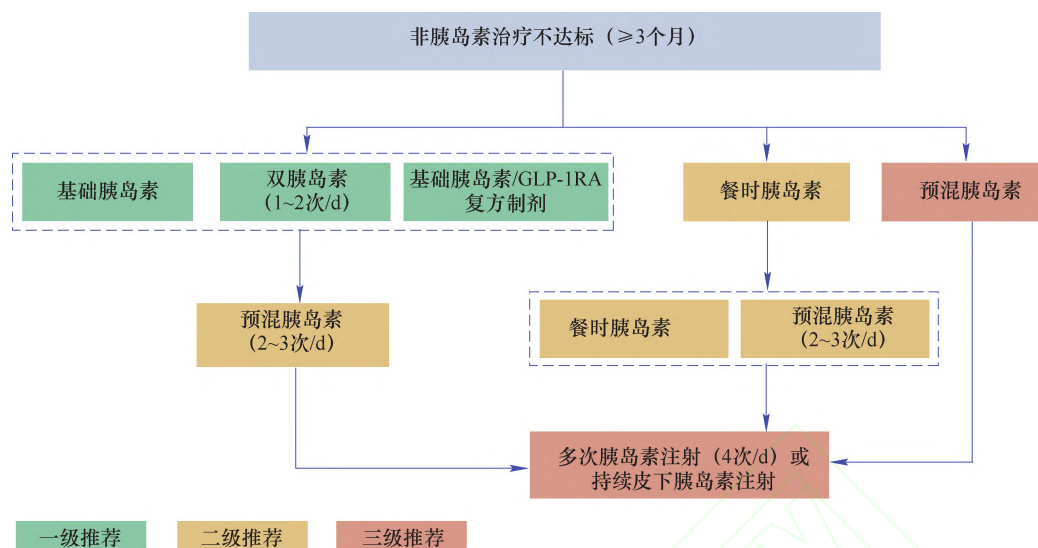 非胰岛素治疗不达标（≥3个月）
基础胰岛素
双胰岛素
(1~2次/d)
基础胰岛素/GLP-1RA
复方制剂
餐时胰岛素
预混胰岛素
预混胰岛素
（2~3次/d）
餐时胰岛素
预混胰岛素
（2~3次/d）
多次胰岛素注射（4次/d）或
持续皮下胰岛素注射
一级推荐
二级推荐
三级推荐